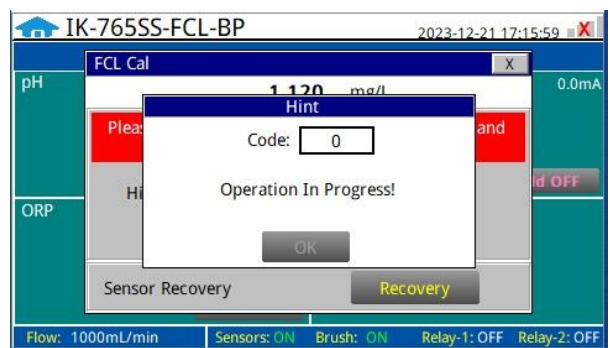 IK-765SS-FCL-BP 2023-12-21 17:15:59 X
FCL Cal X
pH 0.0mA
1.120 mg/l
Hint
and
Code: 0
Operation In Progress!
OFF
ORP
OK
Sensor Recovery Recovery
Flow: 1000mL/min Sensors: ON Brush: ON Relay-1: OFF Relay-2: OFF